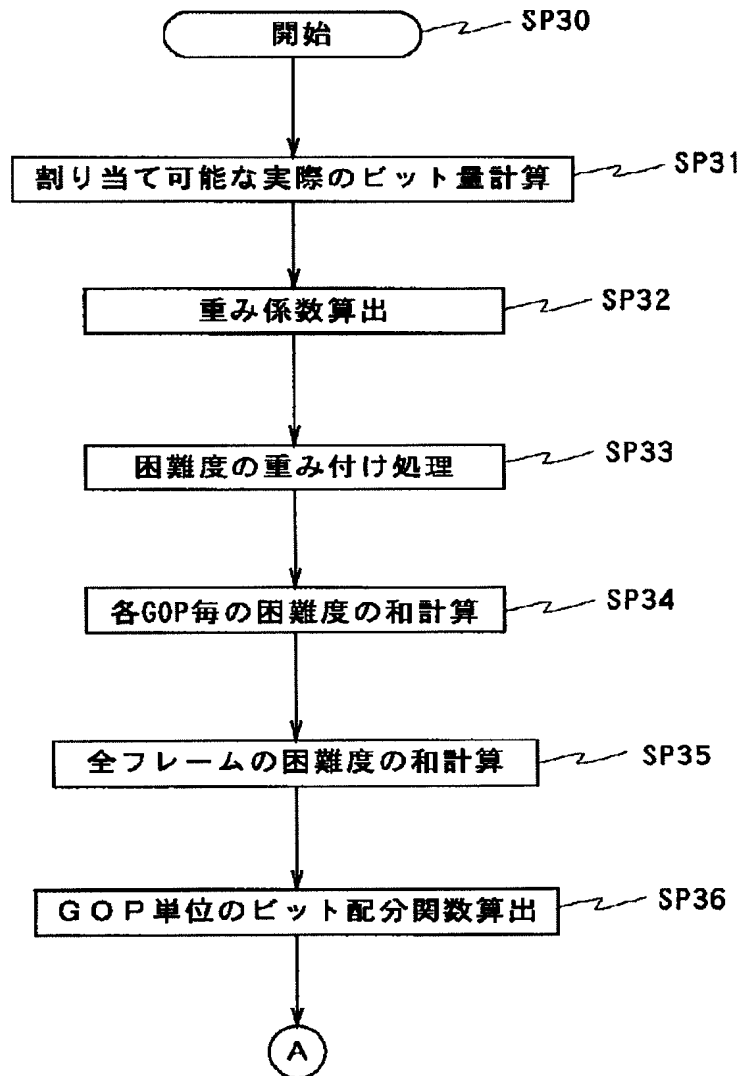 開始
SP30
割り当て可能な実際のビット量計算
SP31
重み係数算出
SP32
困難度の重み付け処理
SP33
各GOP毎の困難度の和計算
SP34
全フレームの困難度の和計算
SP35
GOP単位のビット配分関数算出
SP36
A